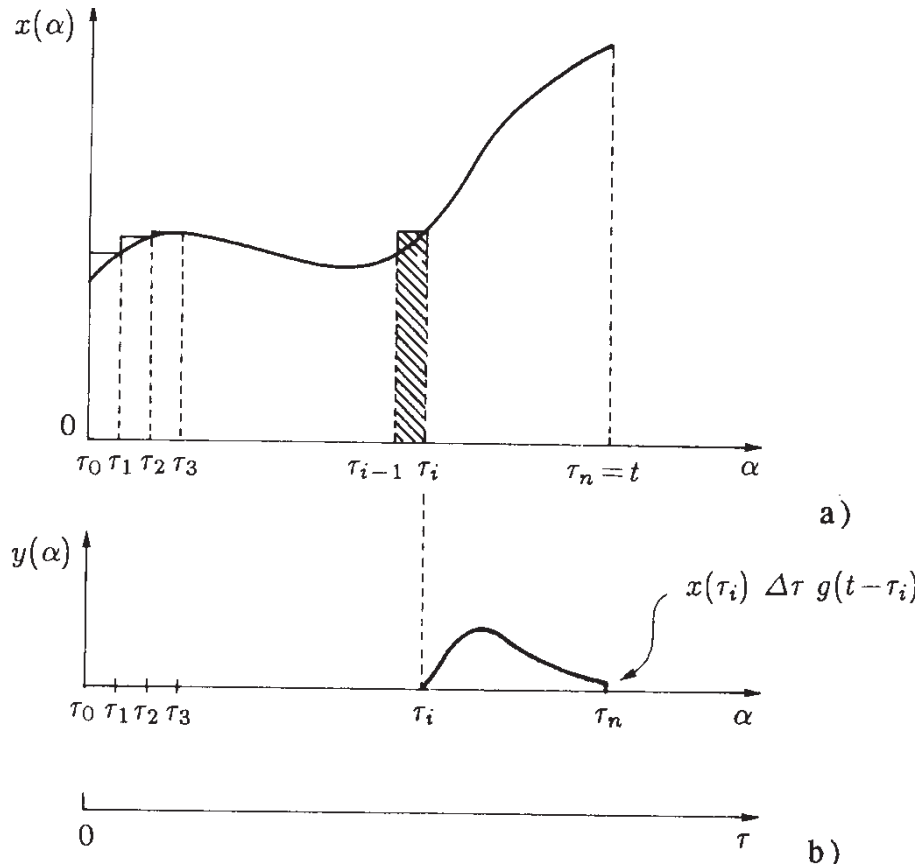 x(α)
0
τ₀ τ₁ τ₂ τ₃ τᵢ₋₁ τᵢ τₙ = t α
a)
y(α)
x(τᵢ) Δτ g(t−τᵢ)
τ₀ τ₁ τ₂ τ₃ τᵢ τₙ α
0 τ
b)